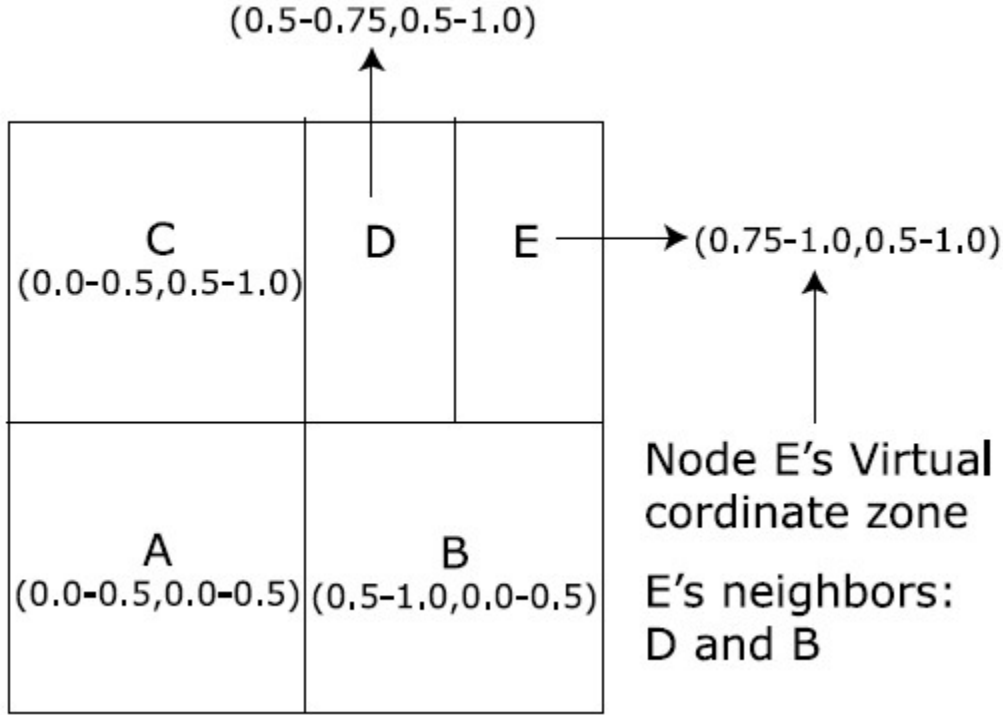 (0.5-0.75,0.5-1.0)
C
(0.0-0.5,0.5-1.0)
D
E
(0.75-1.0,0.5-1.0)
Node E's Virtual
cordinate zone
A
(0.0-0.5,0.0-0.5)
B
(0.5-1.0,0.0-0.5)
E's neighbors:
D and B